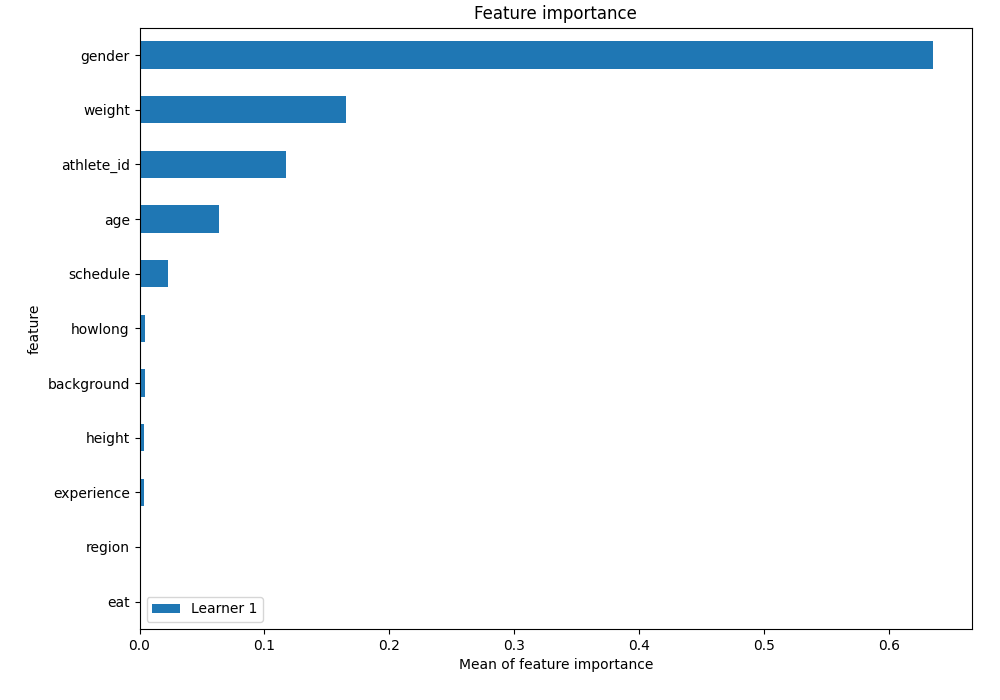 Feature importance
gender
weight
athlete_id
age
schedule
howlong
background
height
experience
region
eat
feature
Learner 1
0.0 0.1 0.2 0.3 0.4 0.5 0.6
Mean of feature importance